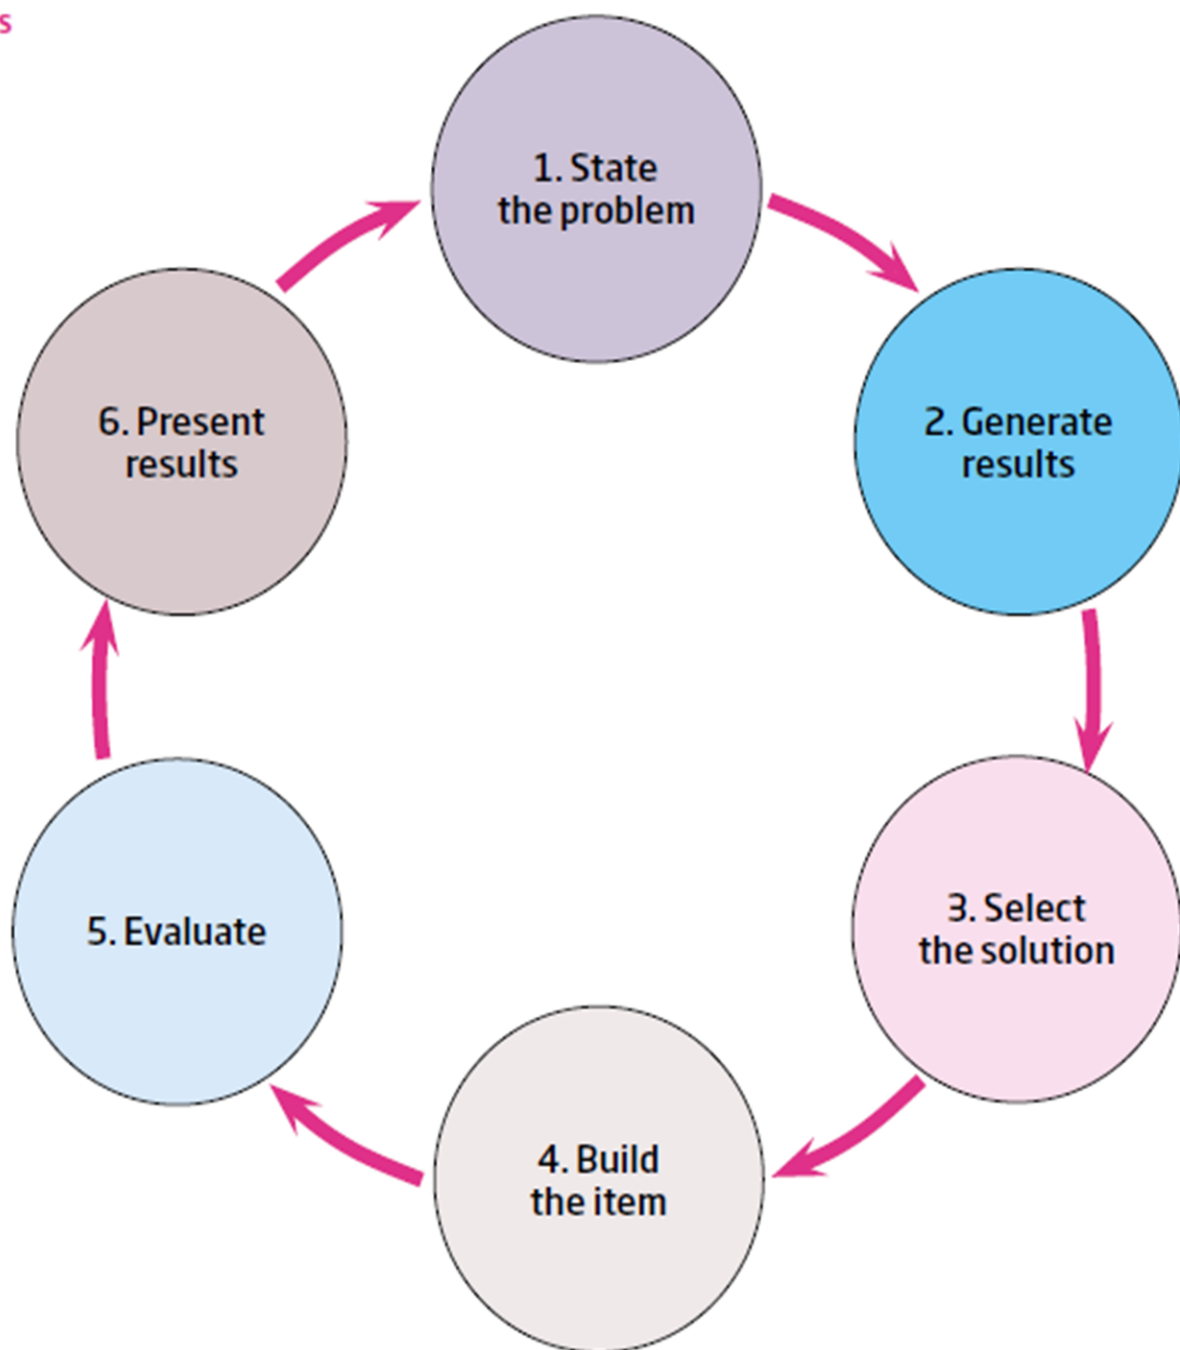 1. State
the problem
2. Generate
results
3. Select
the solution
4. Build
the item
5. Evaluate
6. Present
results